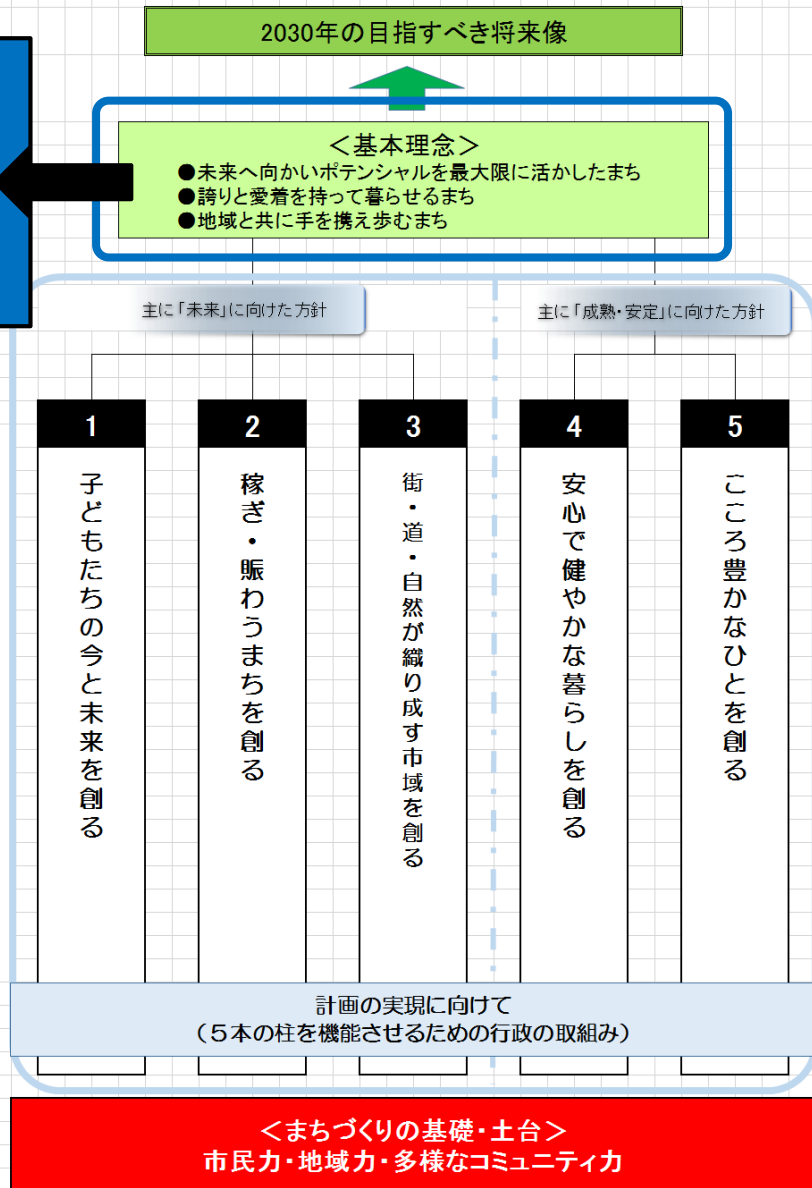 2030年の目指すべき将来像
＜基本理念＞
●未来へ向かいポテンシャルを最大限に活かしたまち
●誇りと愛着を持って暮らせるまち
●地域と共に手を携え歩むまち
主に「未来」に向けた方針
主に「成熟・安定」に向けた方針
1
子どもたちの今と未来を創る
2
稼ぎ・賑わうまちを創る
3
街・道・自然が織り成す市域を創る
4
安心で健やかな暮らしを創る
5
こころ豊かなひとを創る
計画の実現に向けて
（５本の柱を機能させるための行政の取組み）
＜まちづくりの基礎・土台＞
市民力・地域力・多様なコミュニティ力